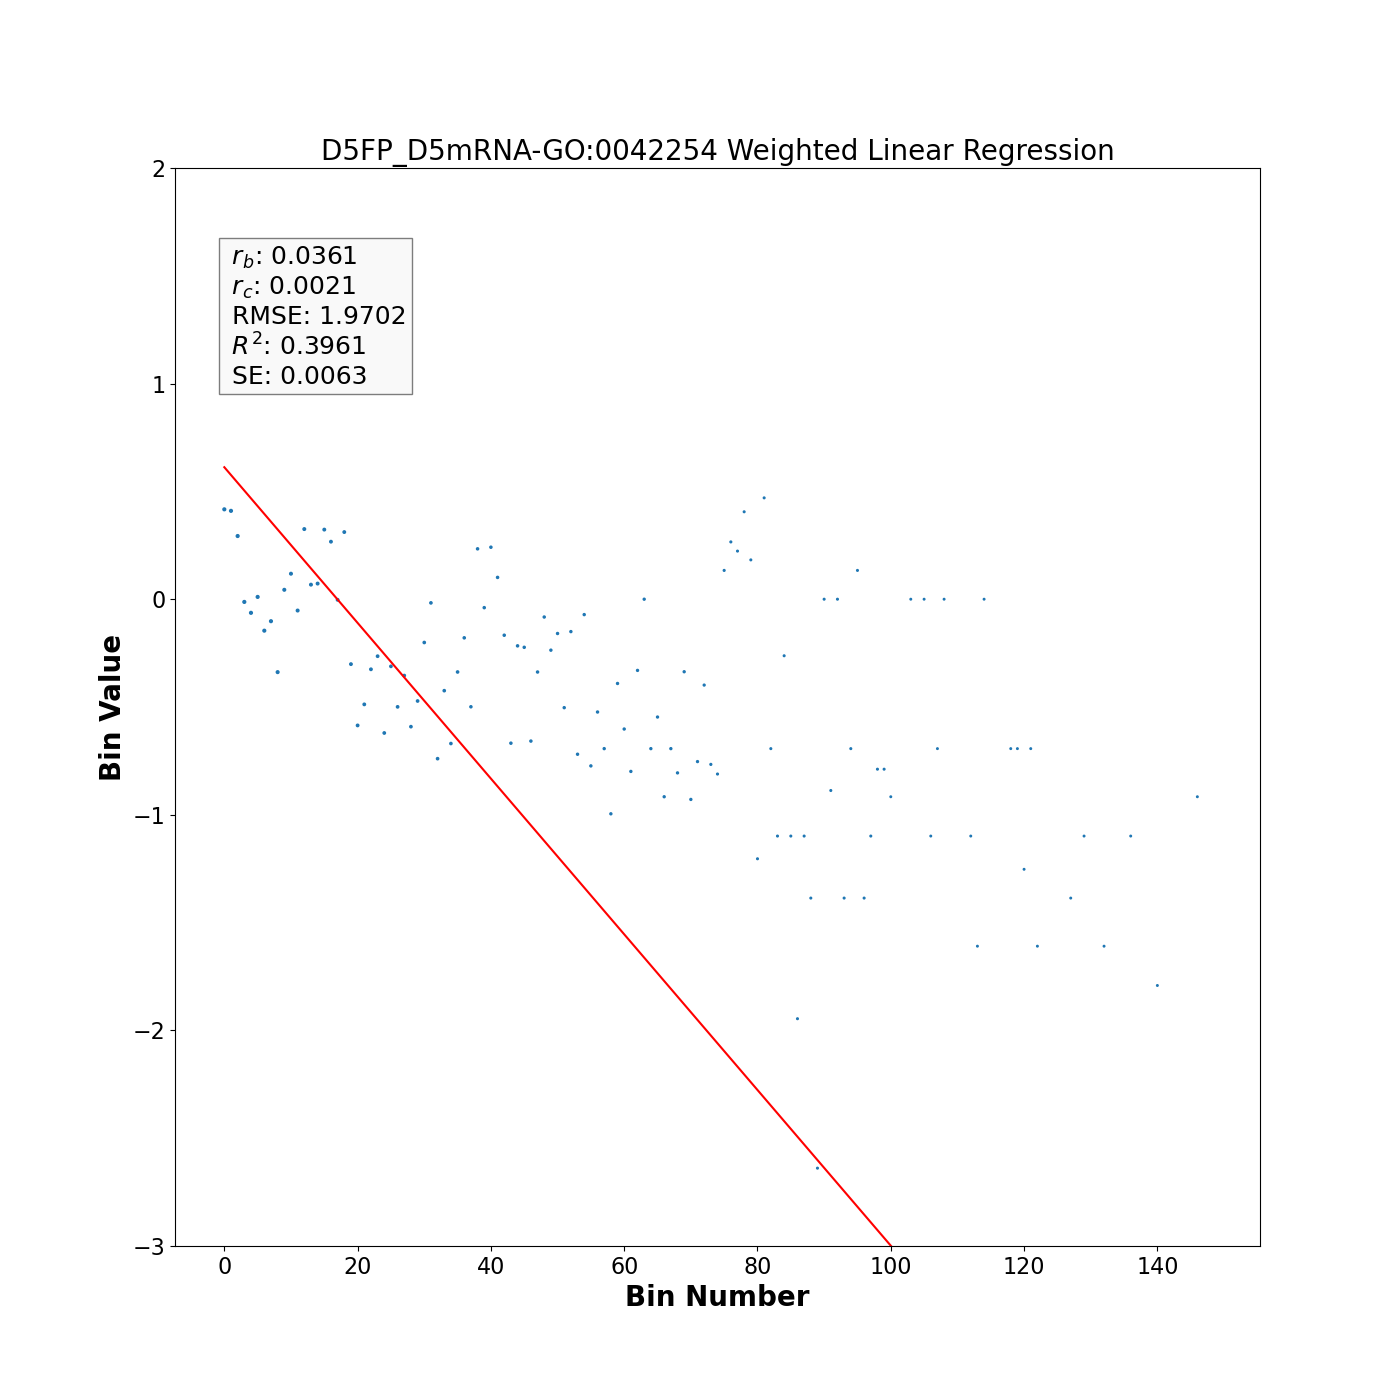 D5FP_D5mRNA-GO:0042254 Weighted Linear Regression
2
r_b: 0.0361
r_c: 0.0021
RMSE: 1.9702
R²: 0.3961
SE: 0.0063
1
0
−1
−2
−3
Bin Value
0 20 40 60 80 100 120 140
Bin Number